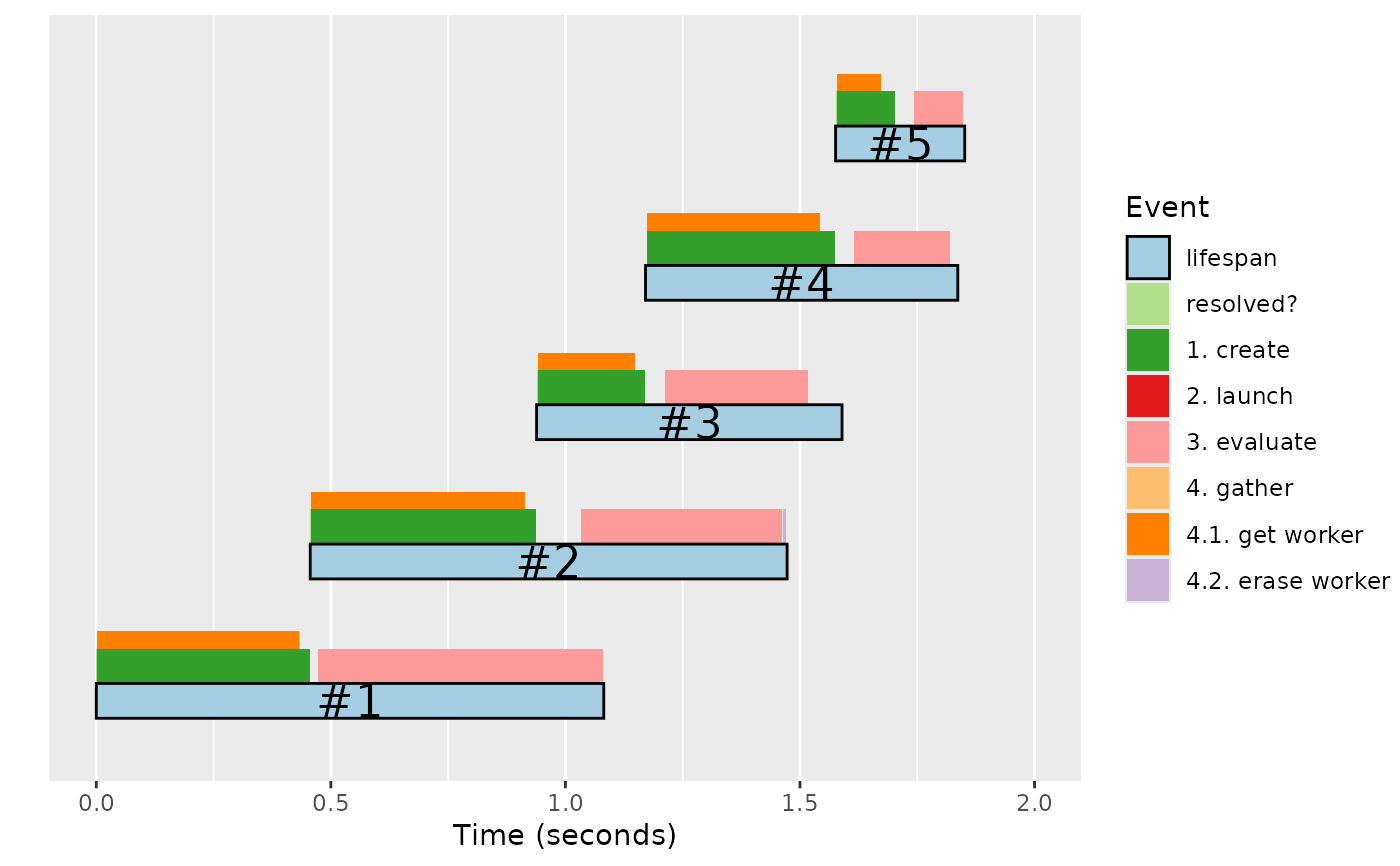 #5
#4
#3
#2
#1
0.0 0.5 1.0 1.5 2.0
Time (seconds)
Event
lifespan
resolved?
1. create
2. launch
3. evaluate
4. gather
4.1. get worker
4.2. erase worker